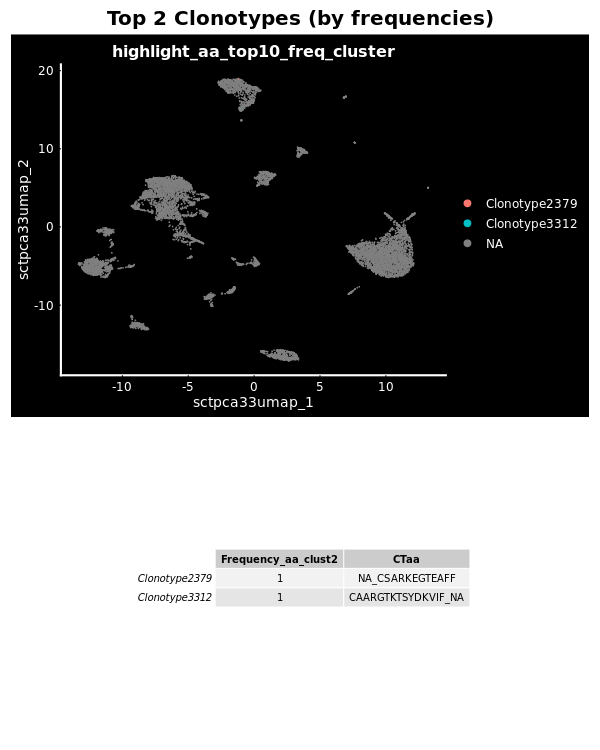 Top 2 Clonotypes (by frequencies)
highlight_aa_top10_freq_cluster
20
10
0
-10
sctpca33umap_2
-10
-5
0
5
10
sctpca33umap_1
Clonotype2379
Clonotype3312
NA
Frequency_aa_clust2 CTaa
Clonotype2379 1 NA_CSARKEGTEAFF
Clonotype3312 1 CAARGTKTSYDKVIF_NA